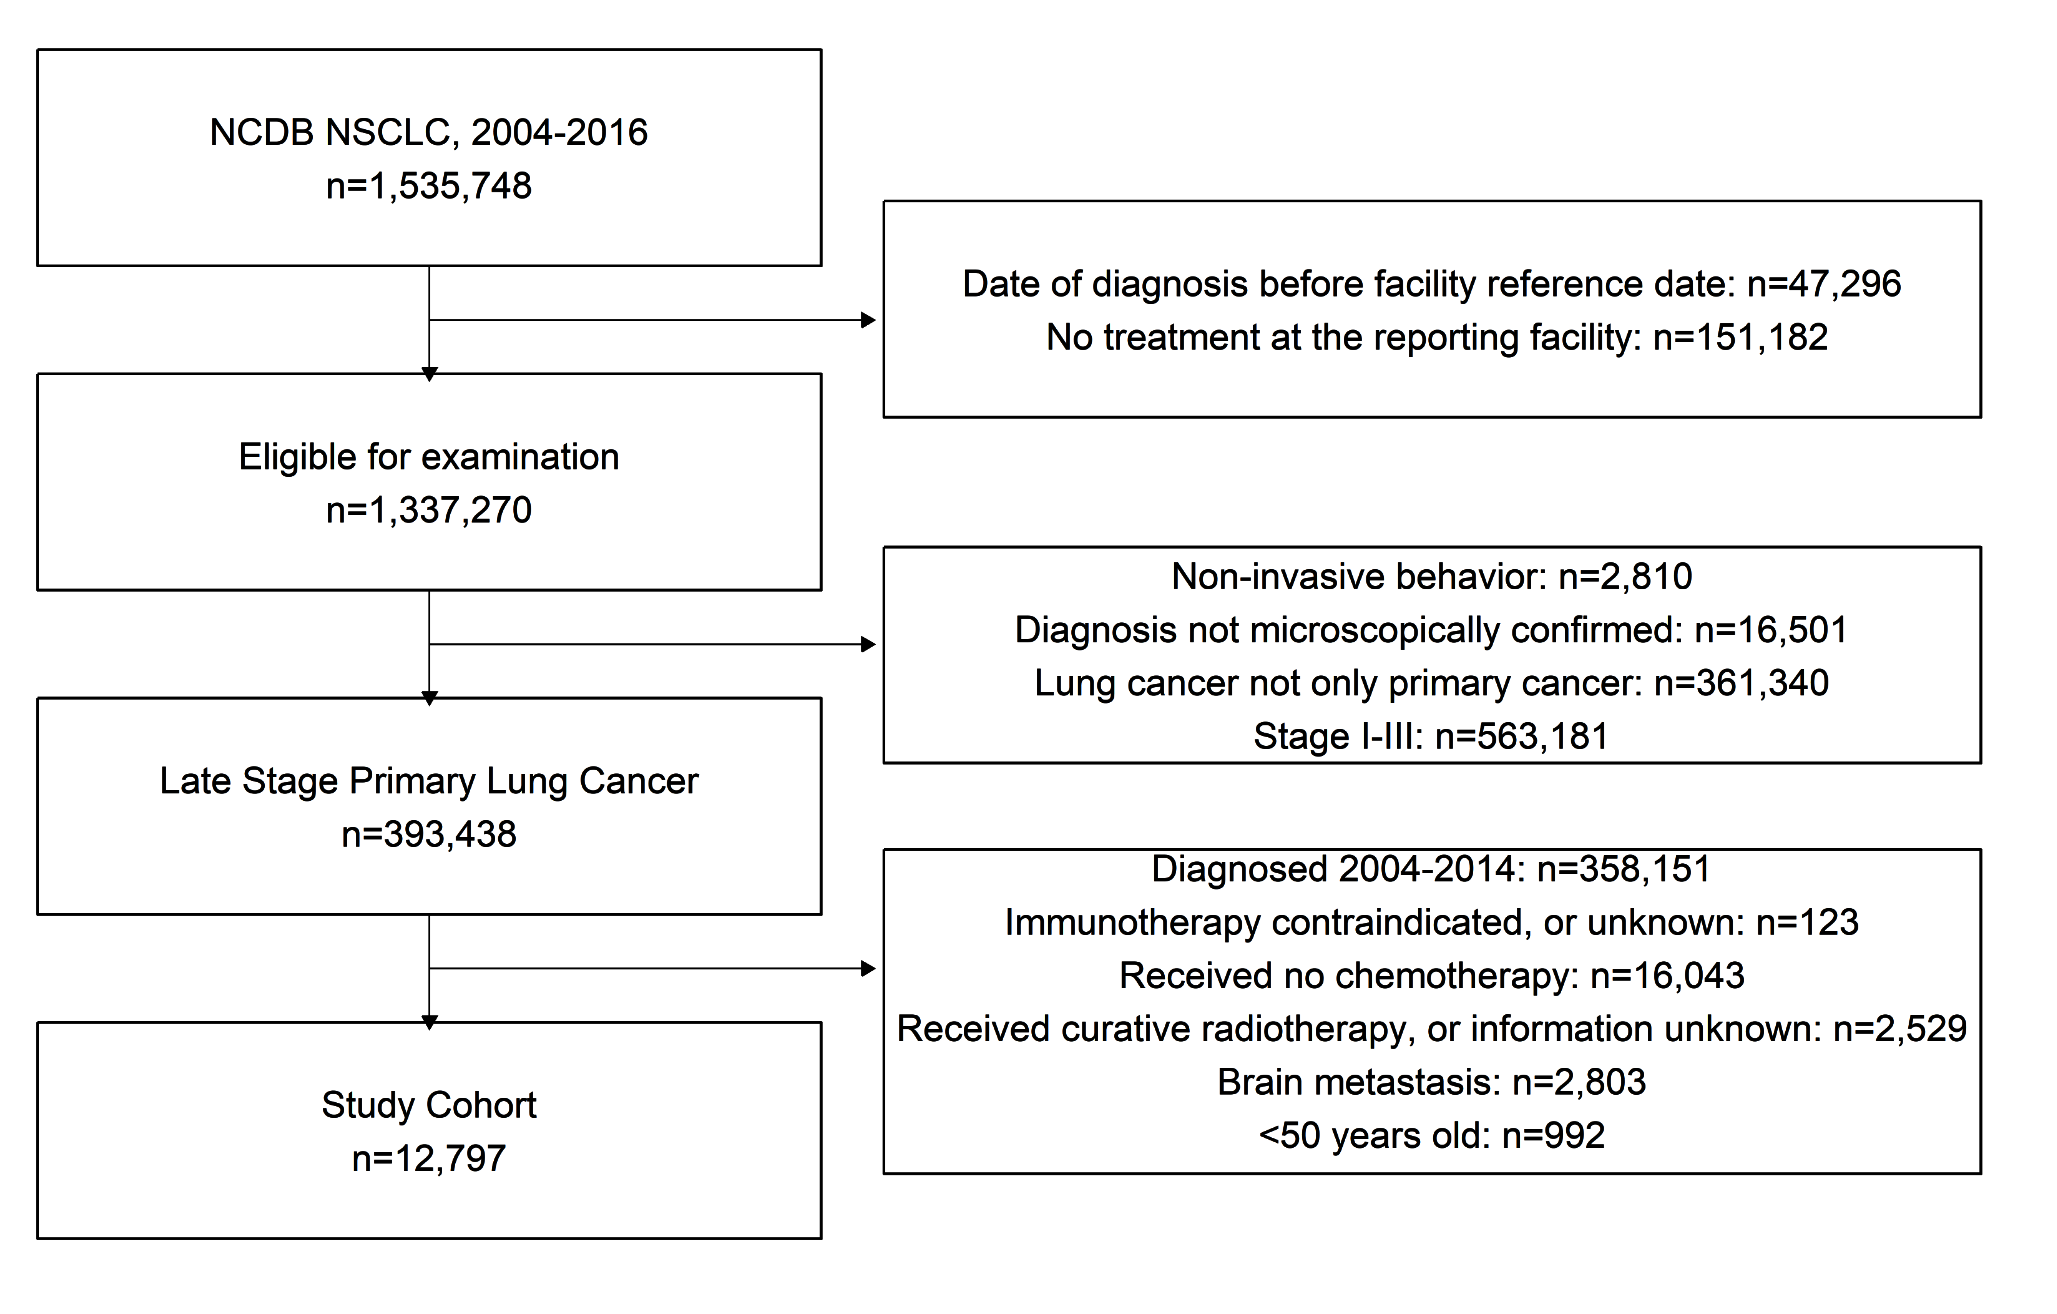 NCDB NSCLC, 2004-2016
n=1,535,748
Date of diagnosis before facility reference date: n=47,296
No treatment at the reporting facility: n=151,182
Eligible for examination
n=1,337,270
Non-invasive behavior: n=2,810
Diagnosis not microscopically confirmed: n=16,501
Lung cancer not only primary cancer: n=361,340
Stage I-III: n=563,181
Late Stage Primary Lung Cancer
n=393,438
Diagnosed 2004-2014: n=358,151
Immunotherapy contraindicated, or unknown: n=123
Received no chemotherapy: n=16,043
Received curative radiotherapy, or information unknown: n=2,529
Brain metastasis: n=2,803
<50 years old: n=992
Study Cohort
n=12,797